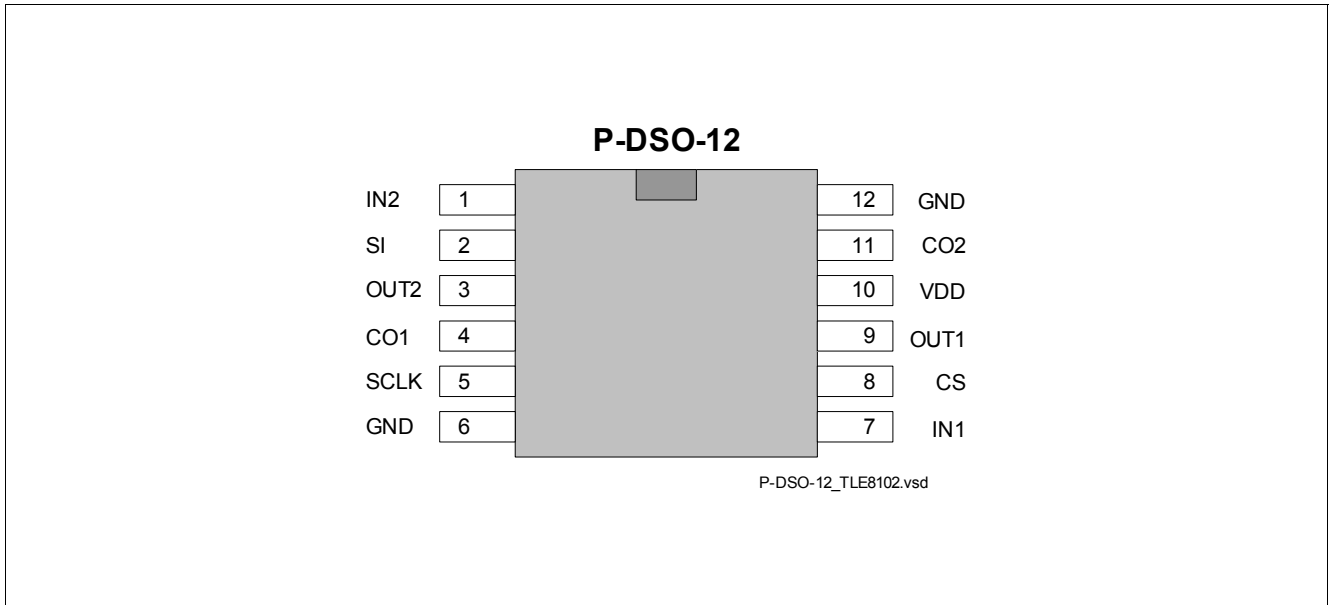 P-DSO-12
IN2 1 12 GND
SI 2 11 CO2
OUT2 3 10 VDD
CO1 4 9 OUT1
SCLK 5 8 CS
GND 6 7 IN1
P-DSO-12_TLE8102.vsd